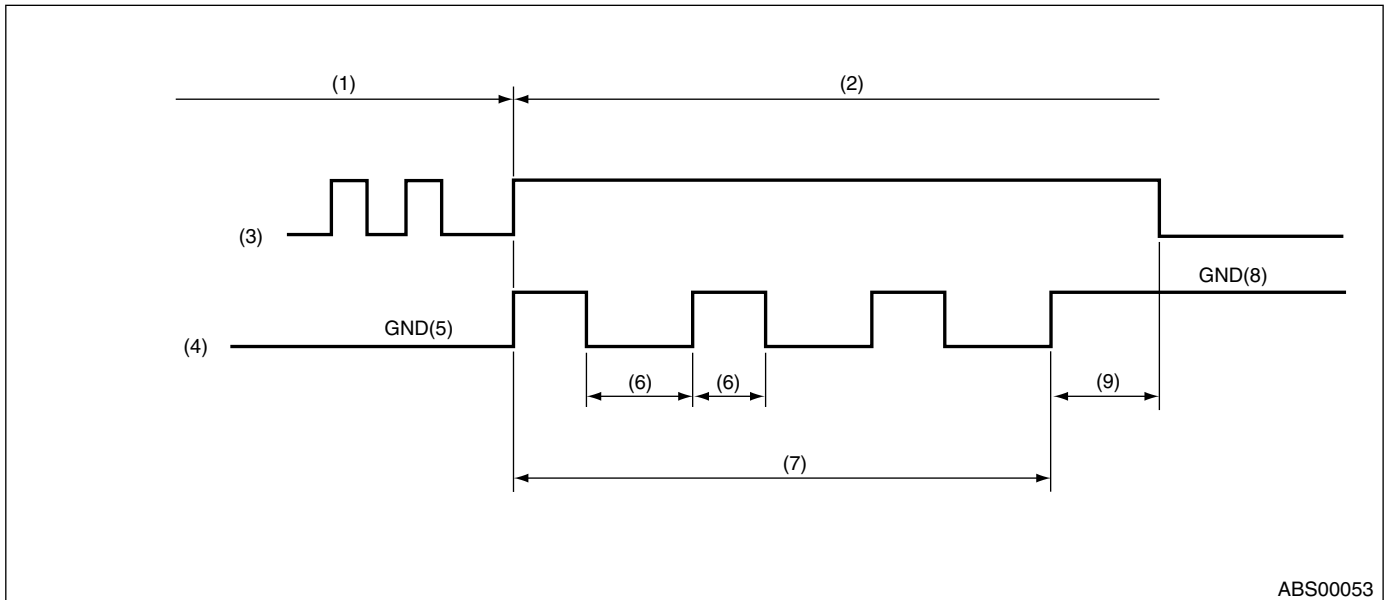 (1)
(2)
(3)
GND(8)
GND(5)
(4)
(6)
(6)
(9)
(7)
ABS00053